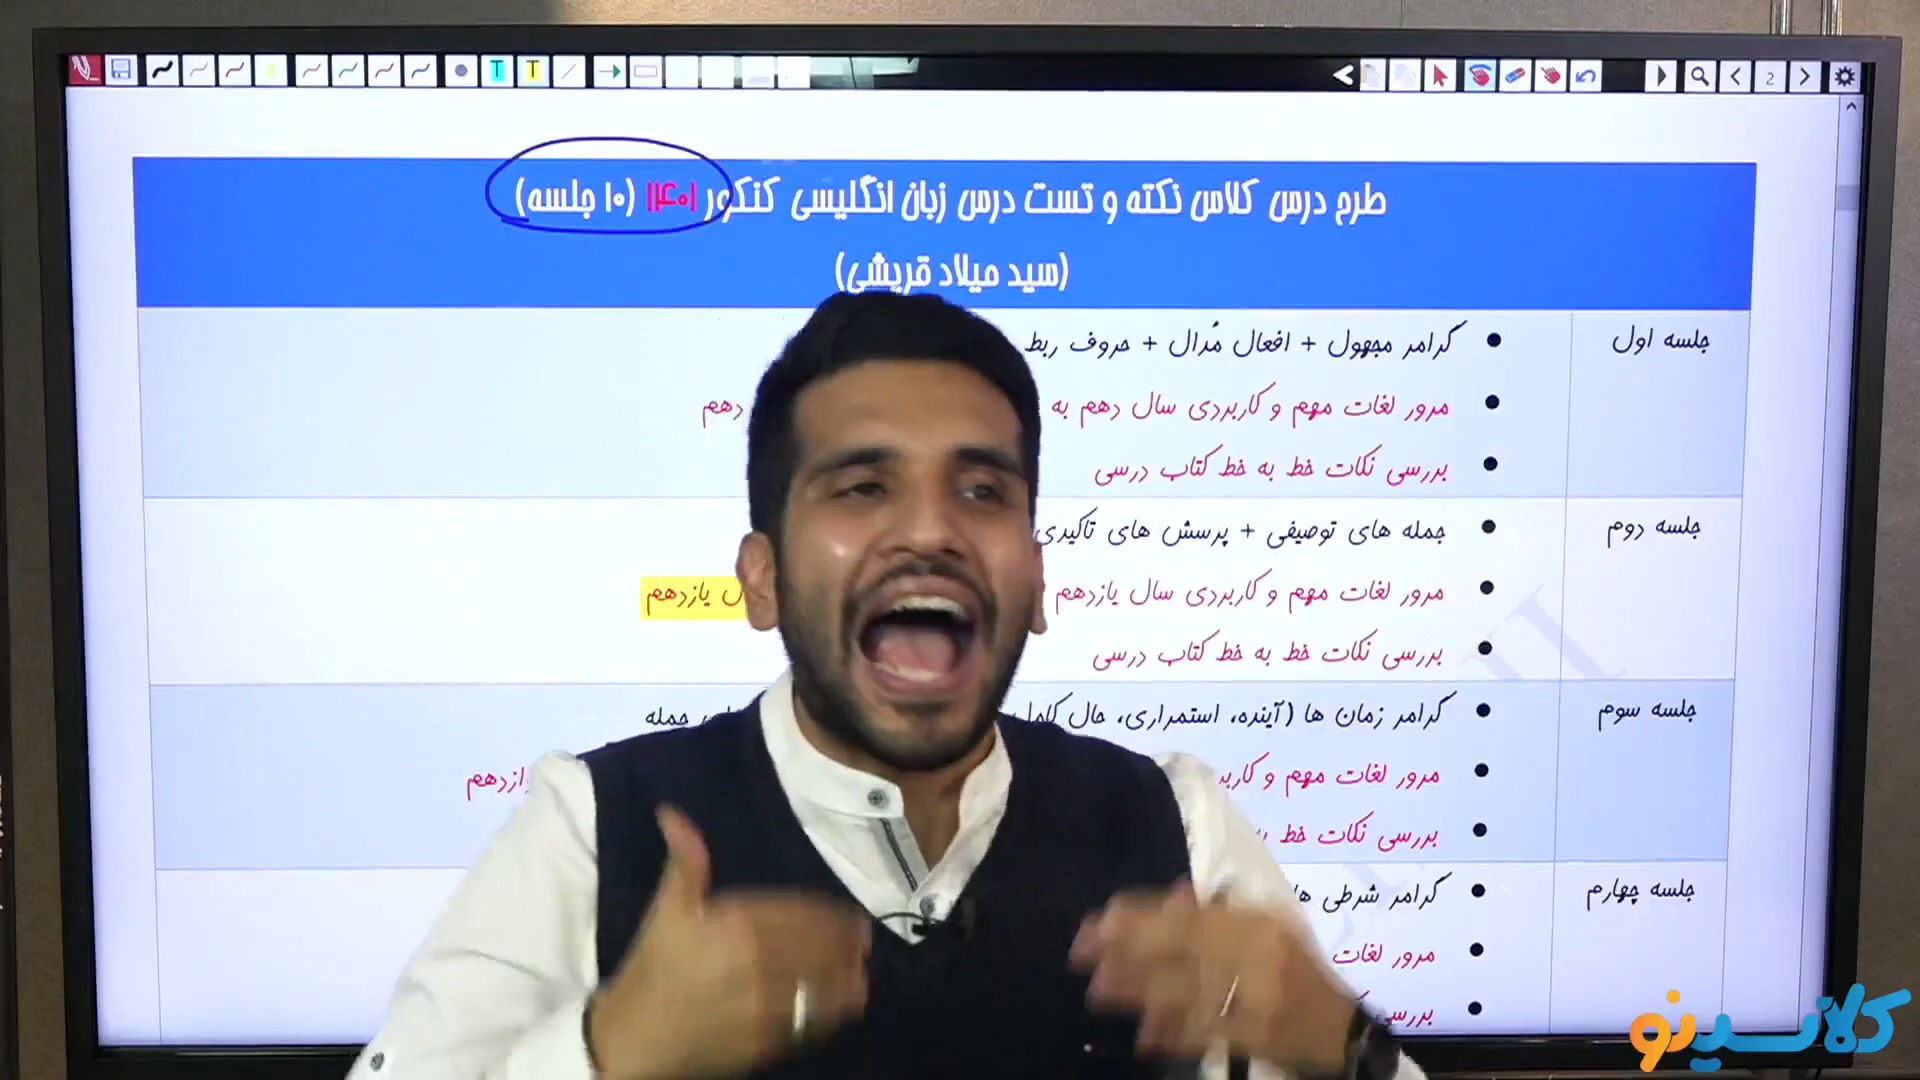 طرح درس کلاس نکته و تست درس زبان انگلیسی کنکور ۱۴۰۱ (۱۰ جلسه)
(سید میلاد قریشی)
جلسه اول
گرامر مجهول + افعال مُدال + حروف ربط
مرور لغات مهم و کاربردی سال دهم به دهم
بررسی نکات خط به خط کتاب درسی
جلسه دوم
جمله های توصیفی + پرسش های تاکیدی
مرور لغات مهم و کاربردی سال یازدهم یازدهم
بررسی نکات خط به خط کتاب درسی
جلسه سوم
گرامر زمان ها (آینده، استمراری، حال کامل جمله
مرور لغات مهم و
بررسی نکات خط
جلسه چهارم
گرامر شرطی ها
مرور لغات
بررسی
2
کلاسینو